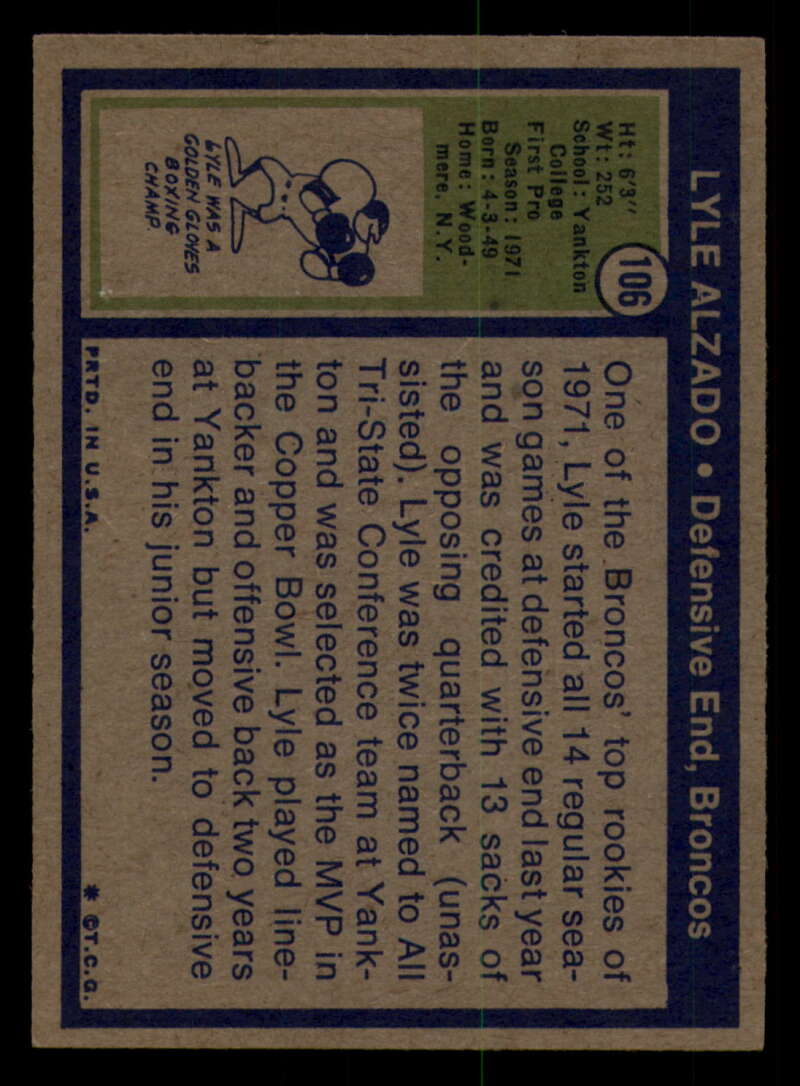 LYLE ALZADO • Defensive End, Broncos
106
Ht: 6'3"
Wt: 252
School: Yankton
College
First Pro
Season: 1971
Born: 4-3-49
Home: Wood-
mere, N.Y.
LYLE WAS A
GOLDEN GLOVES
BOXING
CHAMP.
One of the Broncos' top rookies of
1971, Lyle started all 14 regular sea-
son games at defensive end last year
and was credited with 13 sacks of
the opposing quarterback (unas-
sisted). Lyle was twice named to All
Tri-State Conference team at Yank-
ton and was selected as the MVP in
the Copper Bowl. Lyle played line-
backer and offensive back two years
at Yankton but moved to defensive
end in his junior season.
PRTD. IN U.S.A.
* ©T.C.G.